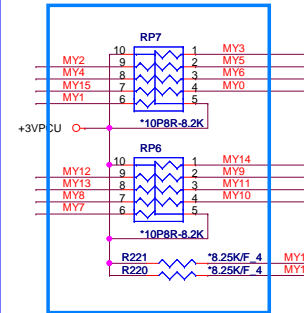 RP7
10 1 MY3
MY2 9 2 MY5
MY4 8 3 MY6
MY15 7 4 MY0
MY1 6 5
+3VPCU *10P8R-8.2K
RP6
10 1 MY14
MY12 9 2 MY9
MY13 8 3 MY11
MY8 7 4 MY10
MY7 6 5
*10P8R-8.2K
R221 *8.25K/F_4
R220 *8.25K/F_4